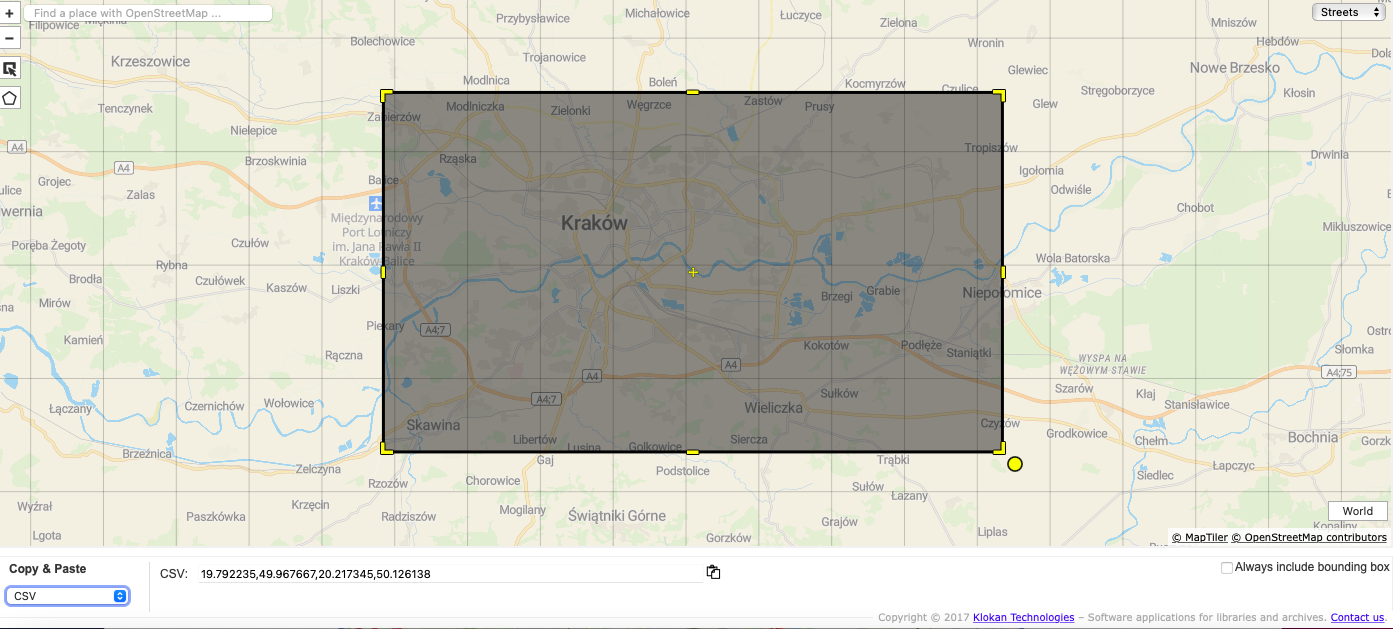 +
Find a place with OpenStreetMap ...
Streets
−
Filipowice
Przybysławice
Michałowice
Łuczyce
Zielona
Mniszów
Hebdów
Bolechowice
Wronin
Krzeszowice
Trojanowice
Glewiec
Nowe Brzesko
Modlnica
Boleń
Kocmyrzów
Czulice
Stręgoborzyce
Kłosin
Tenczynek
Modlniczka
Zielonki
Węgrzce
Zastów
Prusy
Glew
Zabierzów
Nielepice
A4
Brzoskwinia
Rząska
Tropiszów
Drwinia
A4
Igołomia
Grojec
Balice
Zalas
Odwiśle
Chobot
Międzynarodowy
Port Lotniczy
im. Jana Pawła II
Kraków-Balice
Kraków
Mikluszowice
Poręba Żegoty
Czułów
Rybna
Wola Batorska
Brodła
Czułówek
Kaszów
Liszki
Brzegi
Grabie
Niepołomice
Mirów
Piekary
A4;7
Kamień
Rączna
Kokotów
Podłęże
Staniątki
Słomka
WYSPA NA
WĘŻOWYM STAWIE
A4
A4
A4;75
Łączany
Czernichów
Wołowice
A4;7
Sułków
Szarów
Kłaj
Stanisławice
Wieliczka
Skawina
Czyżów
Grodkowice
Chełm
Bochnia
Libertów
Lusina
Golkowice
Siercza
Brzeźnica
Zelczyna
Gaj
Podstolice
Trąbki
Łapczyc
Rzozów
Chorowice
Siedlec
Sułów
Łazany
Wyźrał
Krzęcin
Paszkówka
Radziszów
Mogilany
Świątniki Górne
Grajów
World
Lgota
Gorzków
Liplas
© MapTiler © OpenStreetMap contributors
Copy & Paste
CSV: 19.792235,49.967667,20.217345,50.126138
Always include bounding box
CSV
Copyright © 2017 Klokan Technologies – Software applications for libraries and archives. Contact us.